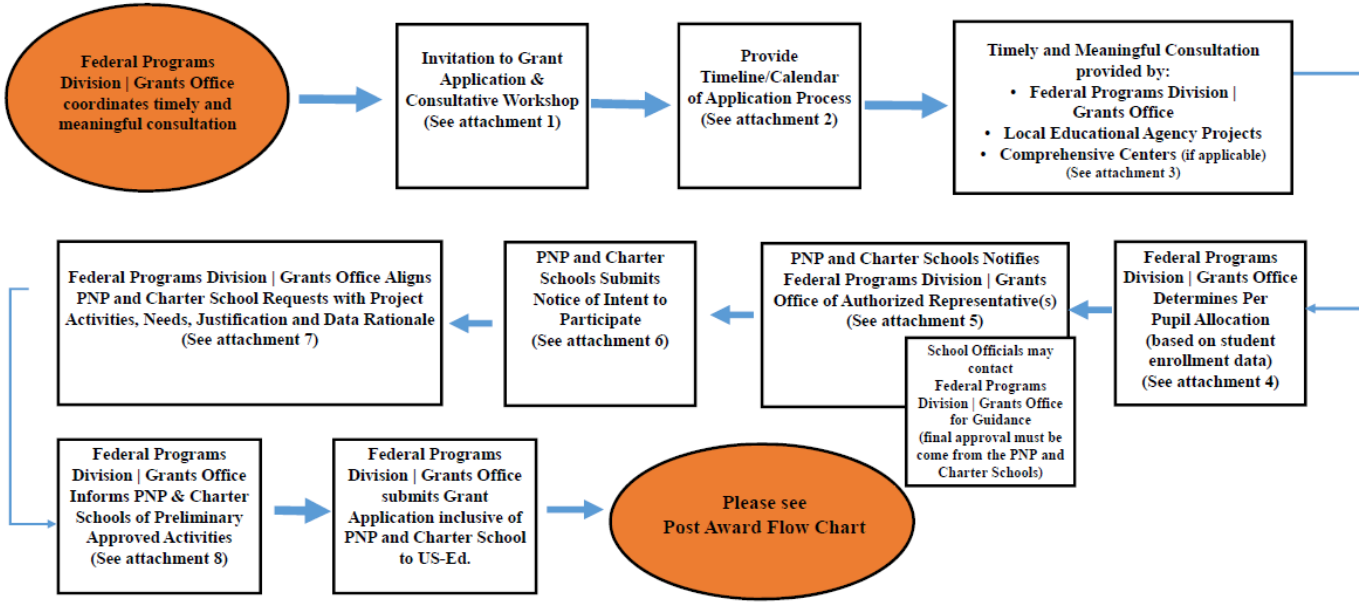 Federal Programs
Division | Grants Office
coordinates timely and
meaningful consultation
Invitation to Grant
Application &
Consultative Workshop
(See attachment 1)
Provide
Timeline/Calendar
of Application Process
(See attachment 2)
Timely and Meaningful Consultation
provided by:
• Federal Programs Division |
Grants Office
• Local Educational Agency Projects
• Comprehensive Centers (if applicable)
(See attachment 3)
Federal Programs
Division | Grants Office
Determines Per
Pupil Allocation
(based on student
enrollment data)
(See attachment 4)
PNP and Charter Schools Notifies
Federal Programs Division | Grants
Office of Authorized Representative(s)
(See attachment 5)
School Officials may
contact
Federal Programs
Division | Grants Office
for Guidance
(final approval must be
come from the PNP and
Charter Schools)
PNP and Charter
Schools Submits
Notice of Intent to
Participate
(See attachment 6)
Federal Programs Division | Grants Office Aligns
PNP and Charter School Requests with Project
Activities, Needs, Justification and Data Rationale
(See attachment 7)
Federal Programs
Division | Grants Office
Informs PNP & Charter
Schools of Preliminary
Approved Activities
(See attachment 8)
Federal Programs
Division | Grants Office
submits Grant
Application inclusive of
PNP and Charter School
to US-Ed.
Please see
Post Award Flow Chart